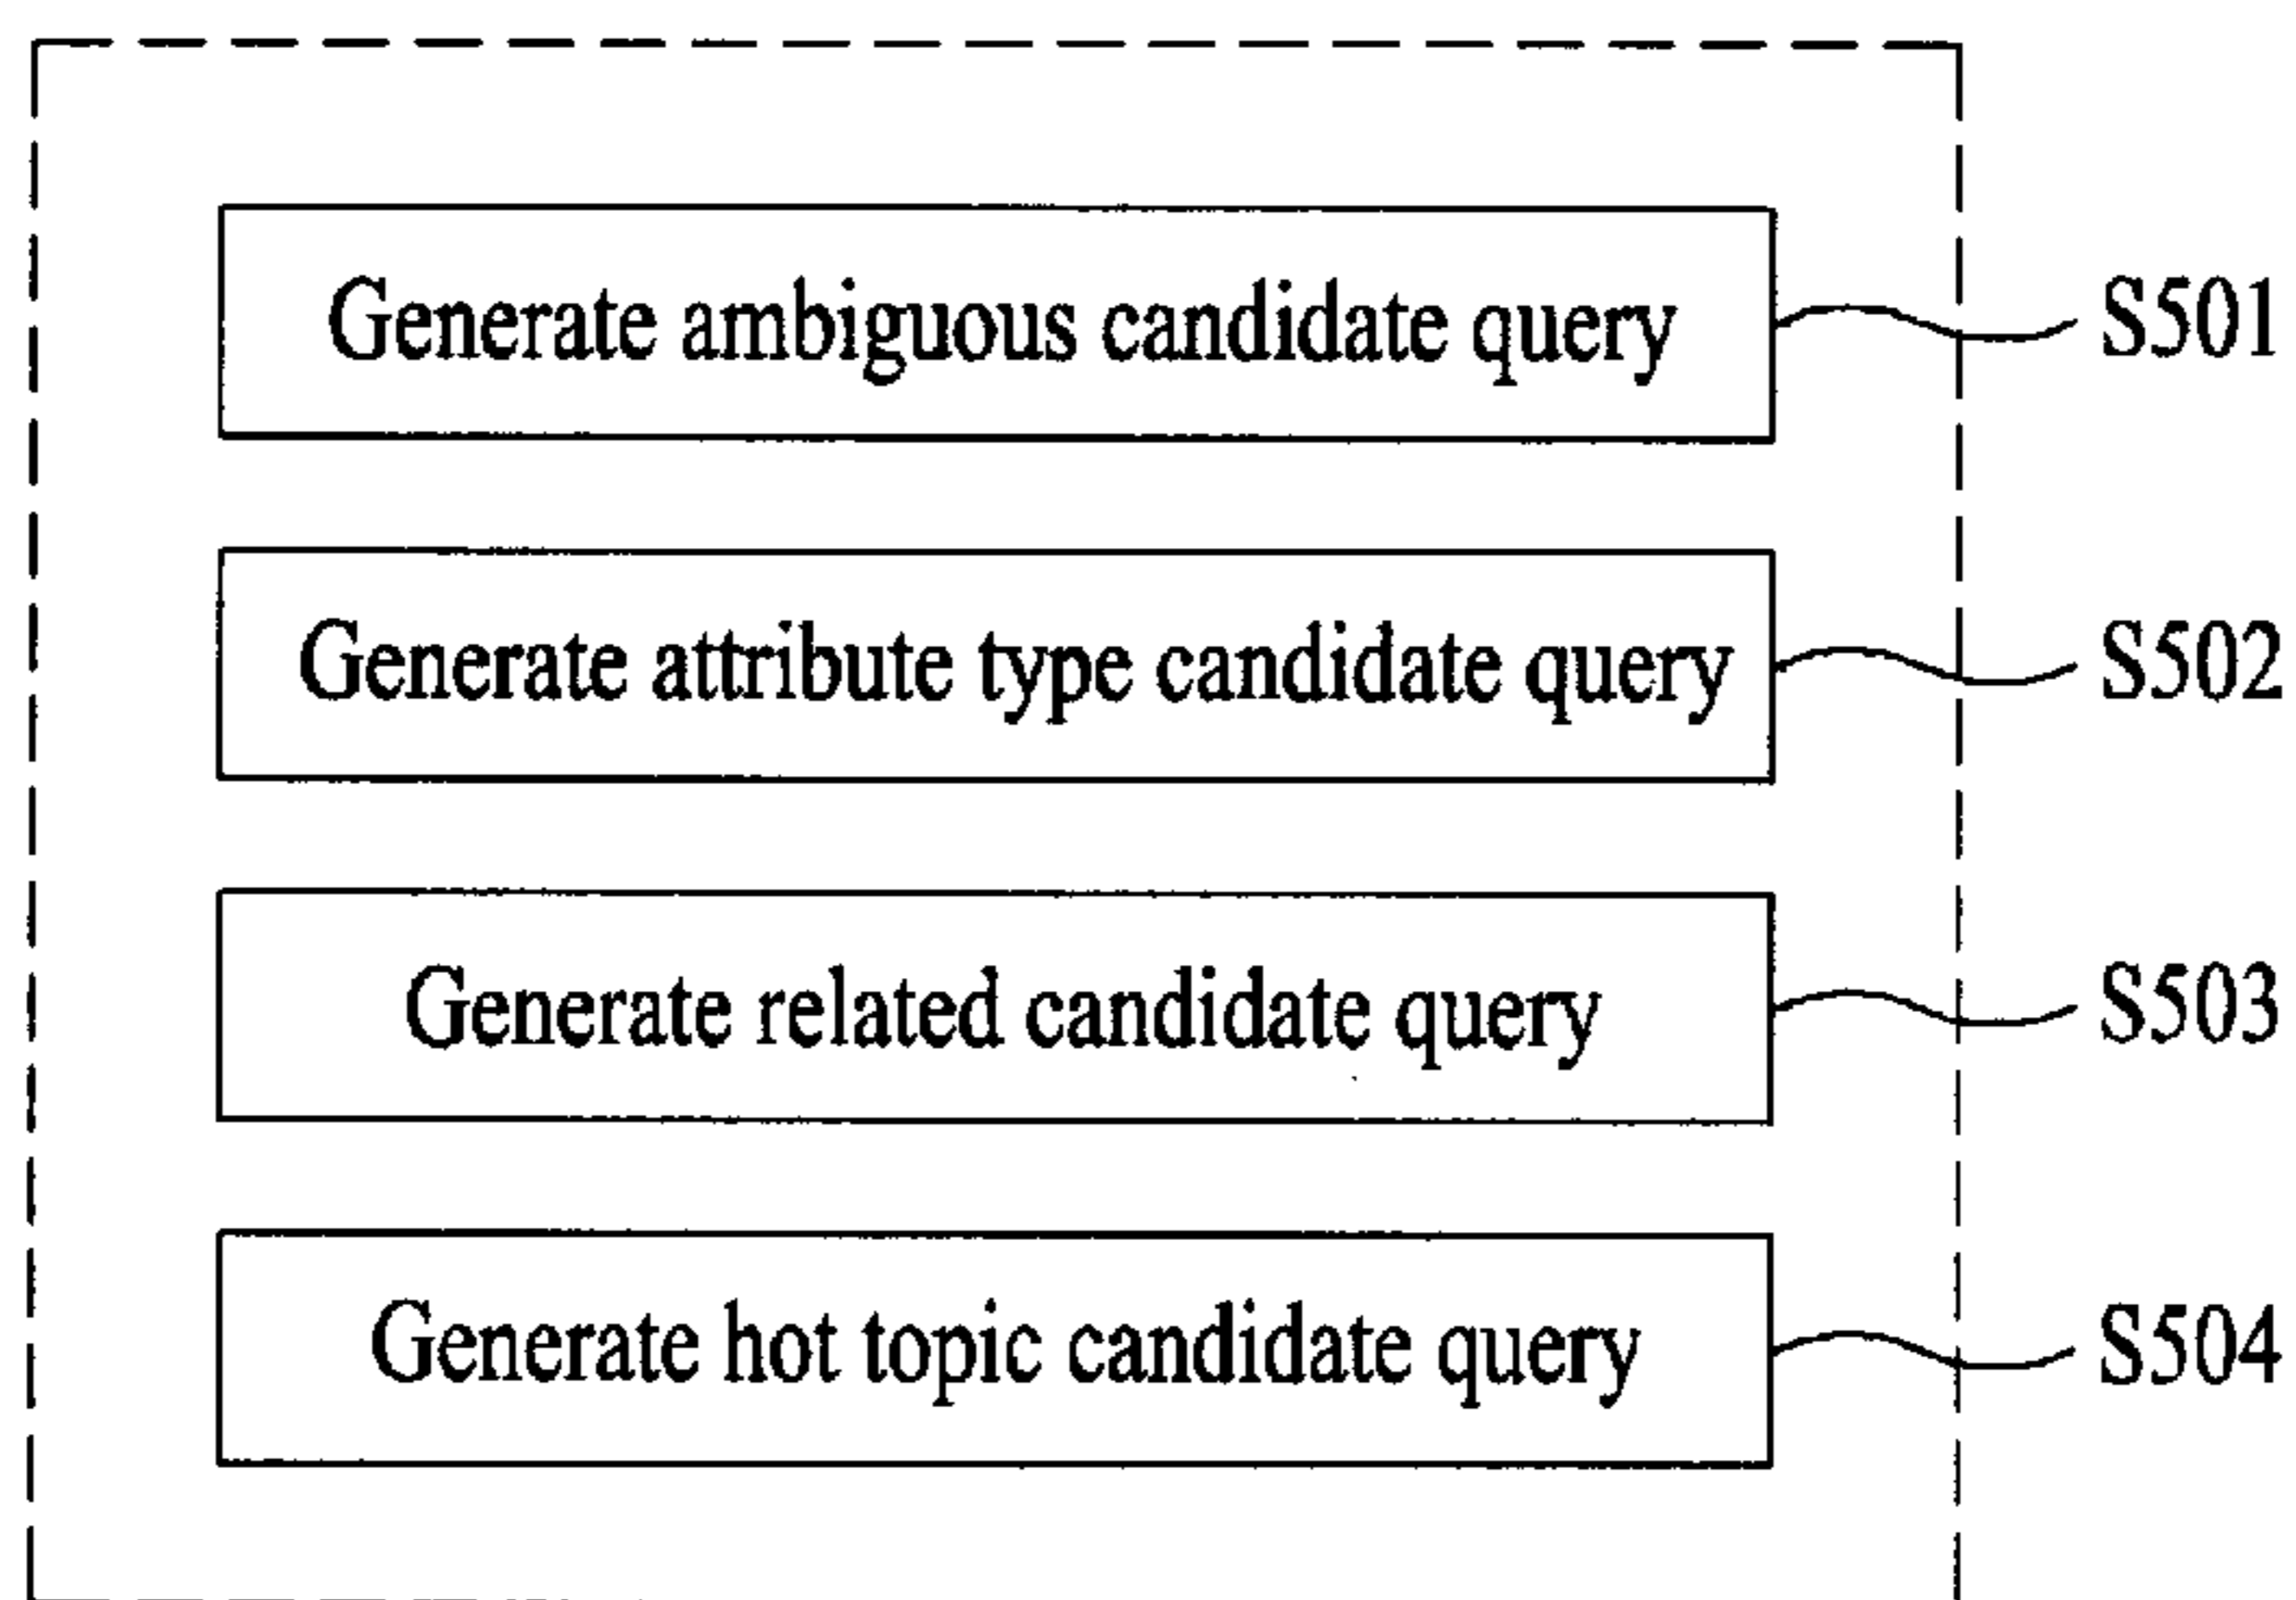 Generate ambiguous candidate query S501
Generate attribute type candidate query S502
Generate related candidate query S503
Generate hot topic candidate query S504